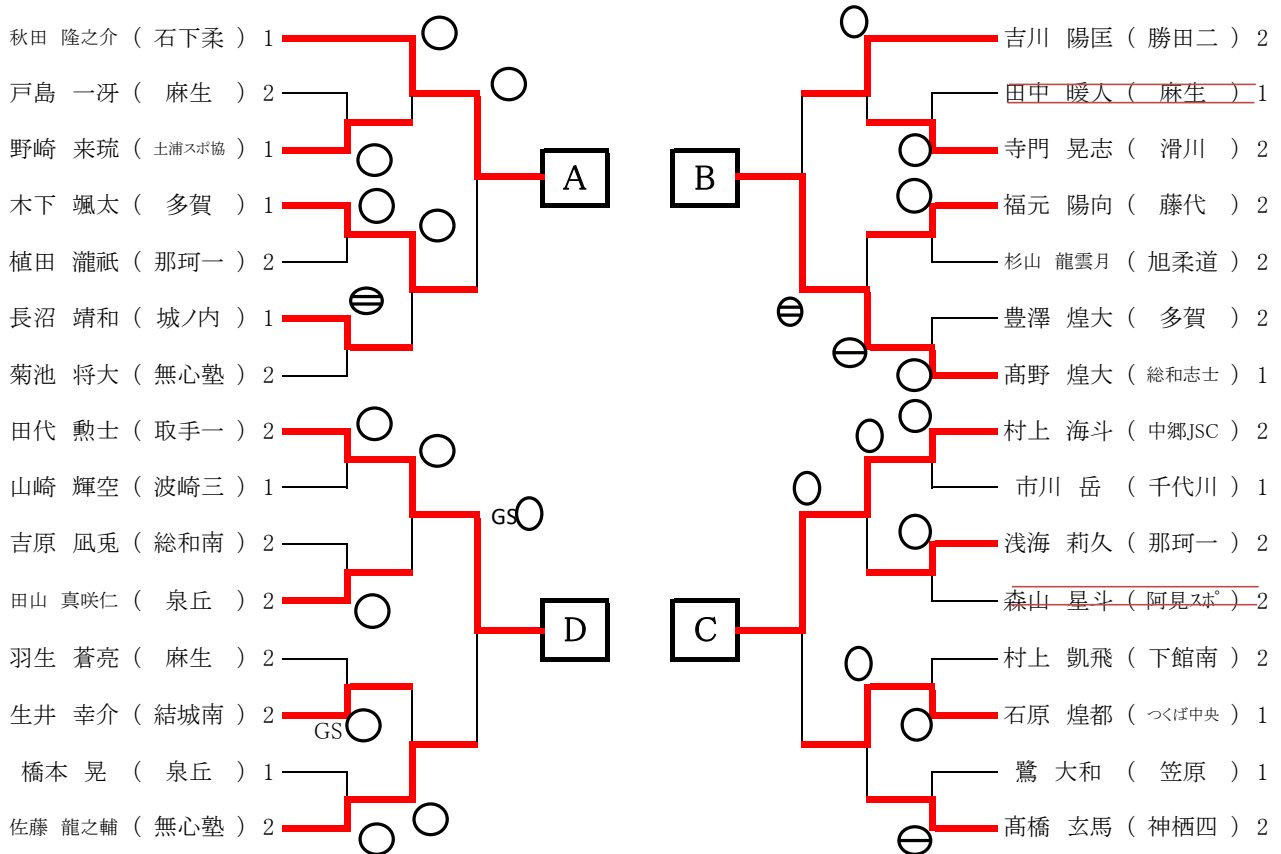 秋田 隆之介 ( 石下柔 ) 1
戸島 一冴 ( 麻生 ) 2
野崎 来琉 ( 土浦スポ協 ) 1
木下 颯太 ( 多賀 ) 1
植田 瀧祇 ( 那珂一 ) 2
長沼 靖和 ( 城ノ内 ) 1
菊池 将大 ( 無心塾 ) 2
A
田代 勲士 ( 取手一 ) 2
山崎 輝空 ( 波崎三 ) 1
吉原 凪兎 ( 総和南 ) 2
田山 真咲仁 ( 泉丘 ) 2
GS
羽生 蒼亮 ( 麻生 ) 2
生井 幸介 ( 結城南 ) 2
GS
橋本 晃 ( 泉丘 ) 1
佐藤 龍之輔 ( 無心塾 ) 2
D
吉川 陽匡 ( 勝田二 ) 2
田中 暖人 ( 麻生 ) 1
寺門 晃志 ( 滑川 ) 2
福元 陽向 ( 藤代 ) 2
杉山 龍雲月 ( 旭柔道 ) 2
豊澤 煌大 ( 多賀 ) 2
髙野 煌大 ( 総和志士 ) 1
B
村上 海斗 ( 中郷JSC ) 2
市川 岳 ( 千代川 ) 1
浅海 莉久 ( 那珂一 ) 2
森山 星斗 ( 阿見スポ ) 2
村上 凱飛 ( 下館南 ) 2
石原 煌都 ( つくば中央 ) 1
鷺 大和 ( 笠原 ) 1
髙橋 玄馬 ( 神栖四 ) 2
C